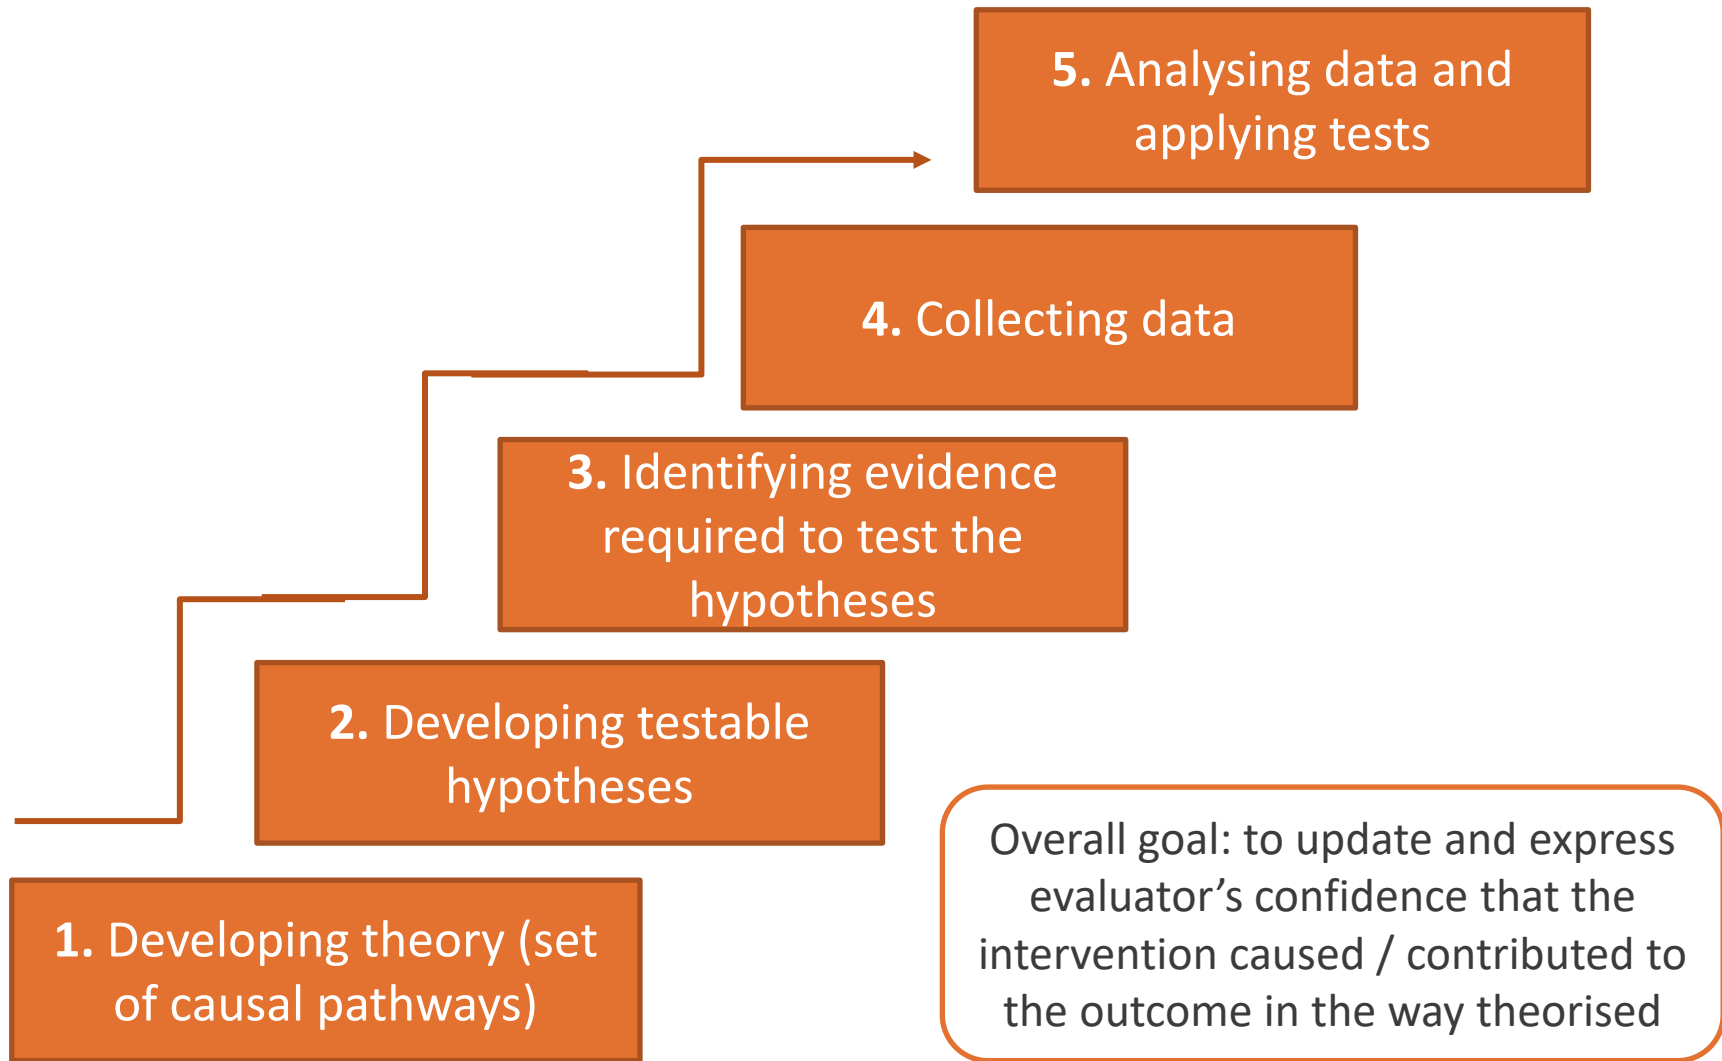 5. Analysing data and
applying tests
4. Collecting data
3. Identifying evidence
required to test the
hypotheses
2. Developing testable
hypotheses
1. Developing theory (set
of causal pathways)
Overall goal: to update and express
evaluator’s confidence that the
intervention caused / contributed to
the outcome in the way theorised